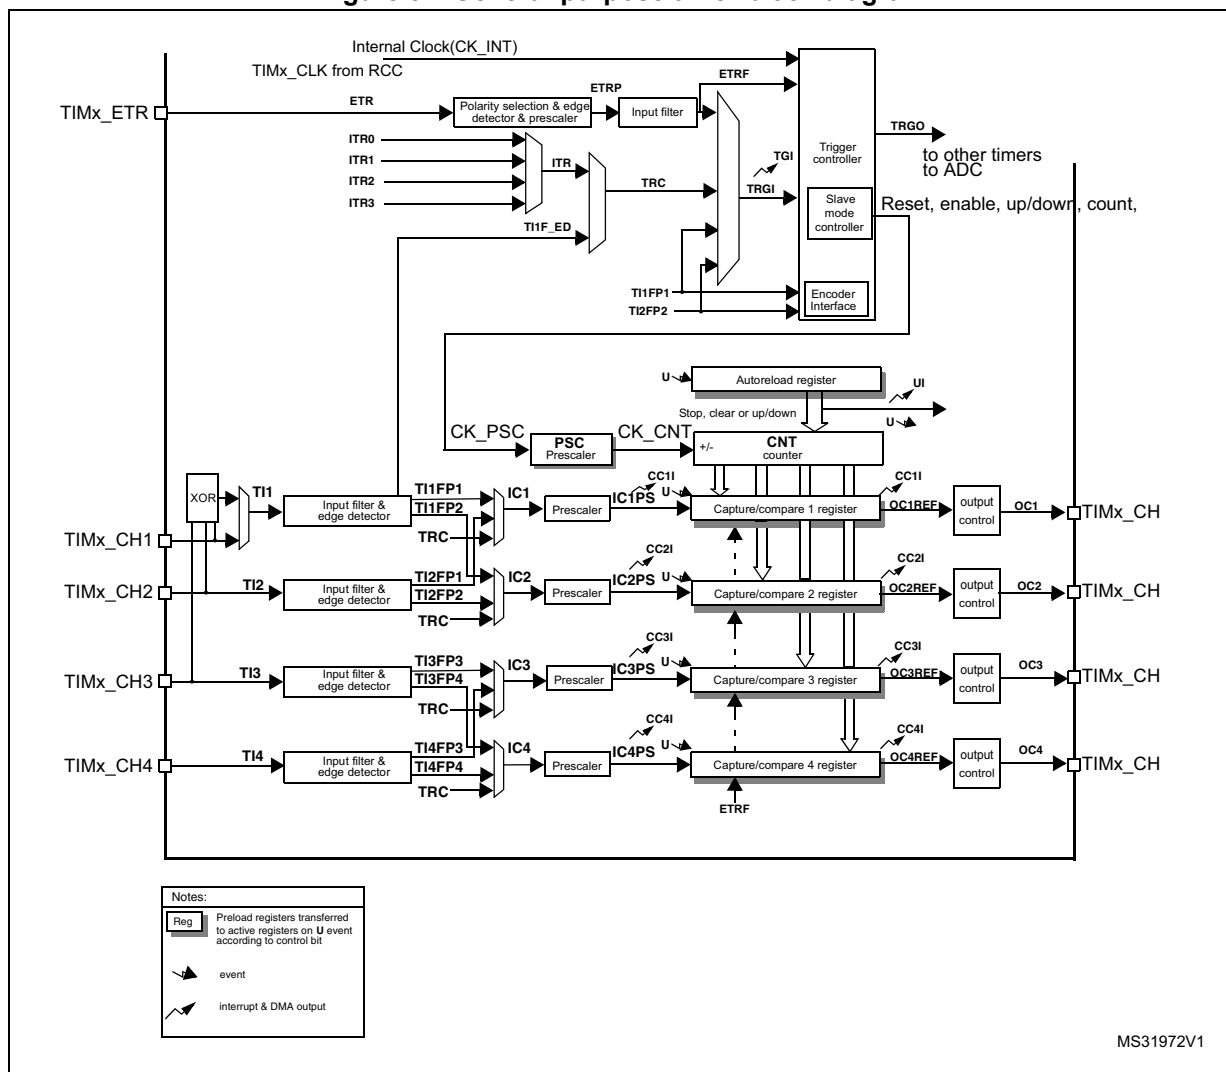 Internal Clock(CK_INT)
TIMx_CLK from RCC
ETRF
TIMx_ETR
ETR
Polarity selection & edge
detector & prescaler
ETRP
Input filter
ITR0
ITR1
ITR2
ITR3
ITR
TRC
TI1F_ED
TGI
TRGI
Trigger
controller
TRGO
to other timers
to ADC
Slave
mode
controller
Reset, enable, up/down, count,
TI1FP1
TI2FP2
Encoder
Interface
U
Autoreload register
UI
Stop, clear or up/down
U
CK_PSC
PSC
Prescaler
CK_CNT
+/-
CNT
counter
XOR
TI1
Input filter &
edge detector
TI1FP1
TI1FP2
TRC
IC1
Prescaler
CC1I
IC1PS
U
Capture/compare 1 register
CC1I
OC1REF
output
control
OC1
TIMx_CH
TIMx_CH1
TIMx_CH2
TI2
Input filter &
edge detector
TI2FP1
TI2FP2
TRC
IC2
Prescaler
CC2I
IC2PS
U
Capture/compare 2 register
CC2I
OC2REF
output
control
OC2
TIMx_CH
TIMx_CH3
TI3
Input filter &
edge detector
TI3FP3
TI3FP4
TRC
IC3
Prescaler
CC3I
IC3PS
U
Capture/compare 3 register
CC3I
OC3REF
output
control
OC3
TIMx_CH
TIMx_CH4
TI4
Input filter &
edge detector
TI4FP3
TI4FP4
TRC
IC4
Prescaler
CC4I
IC4PS
U
Capture/compare 4 register
CC4I
OC4REF
output
control
OC4
TIMx_CH
ETRF
Notes:
Reg
Preload registers transferred
to active registers on U event
according to control bit
event
interrupt & DMA output
MS31972V1